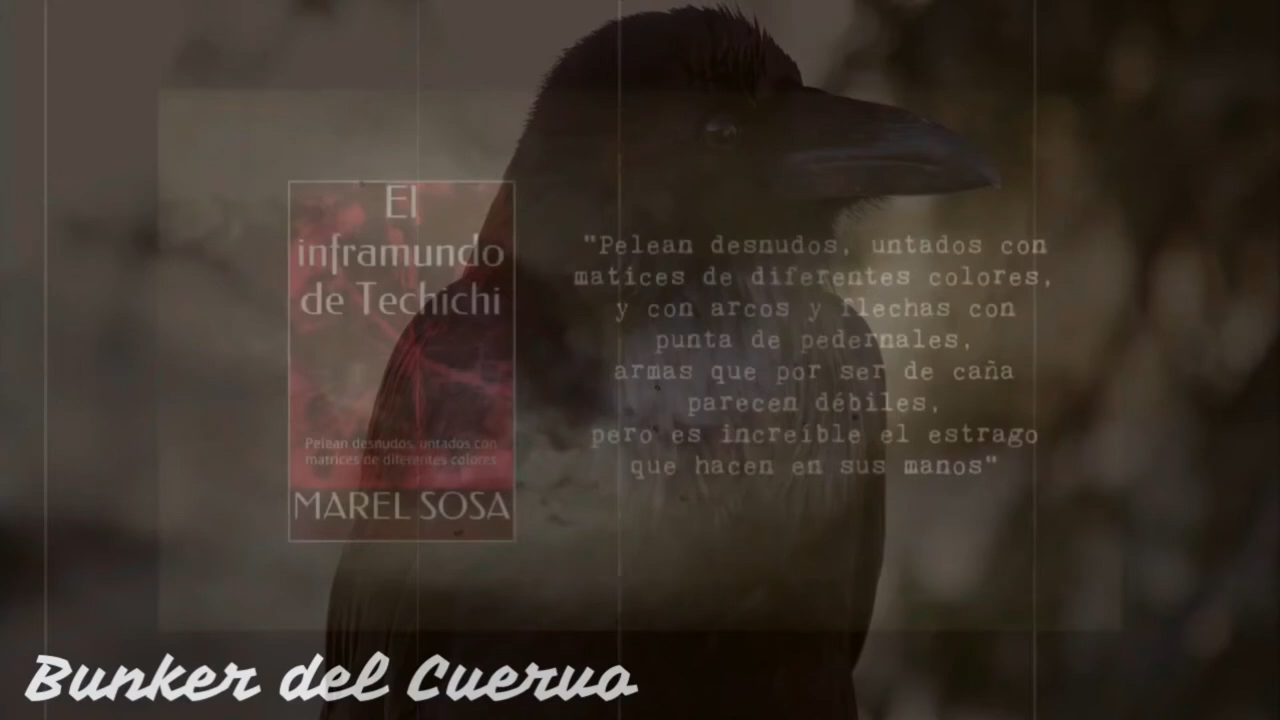 El
inframundo
de Techichi
Pelean desnudos, untados con
matrices de diferentes colores
MAREL SOSA
"Pelean desnudos, untados con
matices de diferentes colores,
y con arcos y flechas con
punta de pedernales,
armas que por ser de caña
parecen débiles,
pero es increíble el estrago
que hacen en sus manos"
Bunker del Cuervo